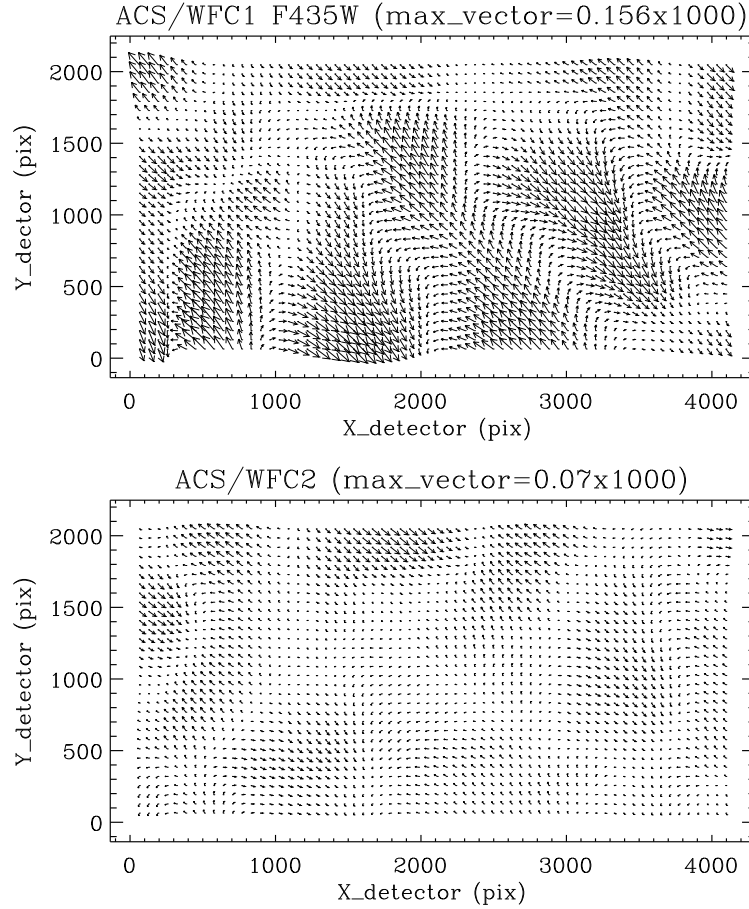 ACS/WFC1 F435W (max_vector=0.156x1000)
2000
1500
1000
500
0
Y_dector (pix)
0 1000 2000 3000 4000
X_detector (pix)
ACS/WFC2 (max_vector=0.07x1000)
2000
1500
1000
500
0
Y_detector (pix)
0 1000 2000 3000 4000
X_detector (pix)